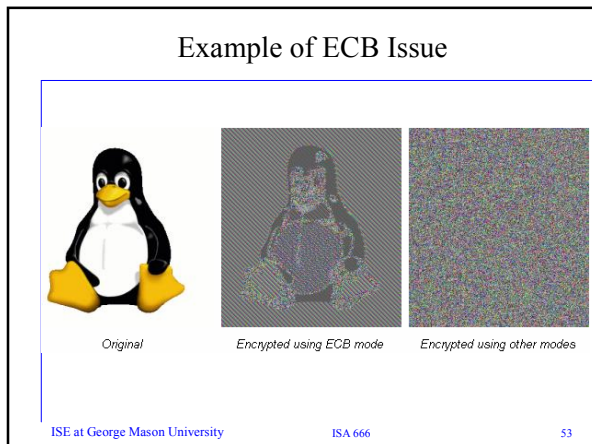 Example of ECB Issue
Original
Encrypted using ECB mode
Encrypted using other modes
ISE at George Mason University
ISA 666
53